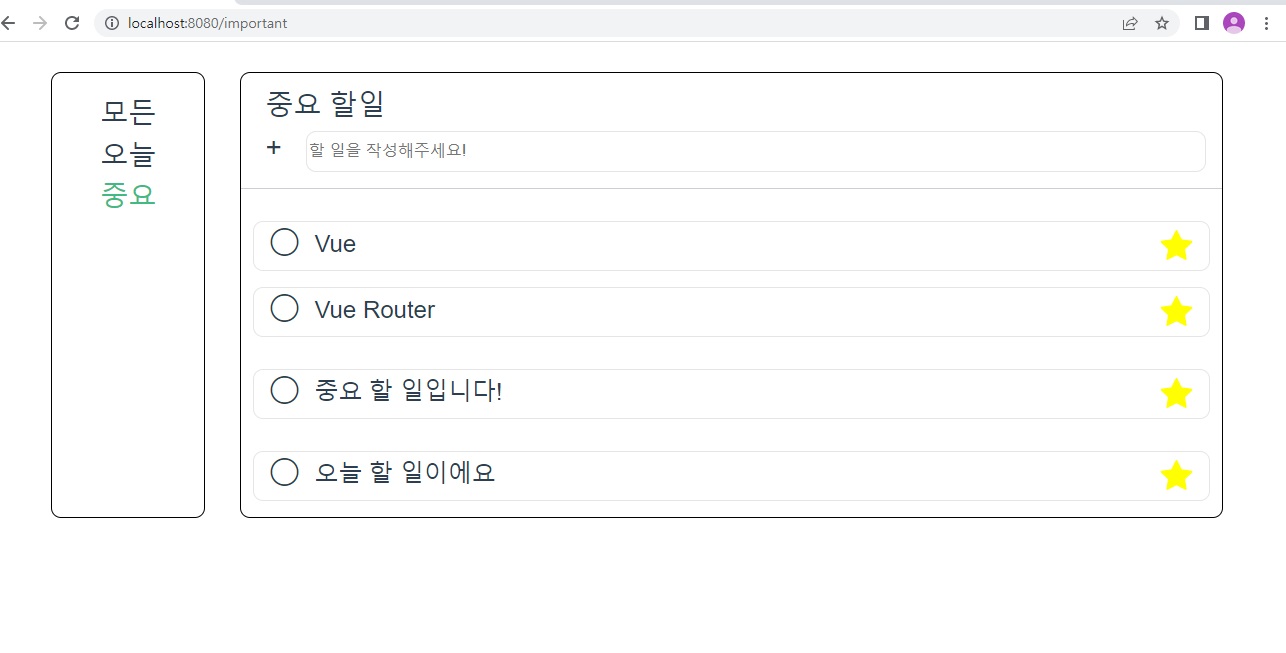 localhost:8080/important
모든
오늘
중요
중요 할일
+ 할 일을 작성해주세요!
Vue
Vue Router
중요 할 일입니다!
오늘 할 일이에요